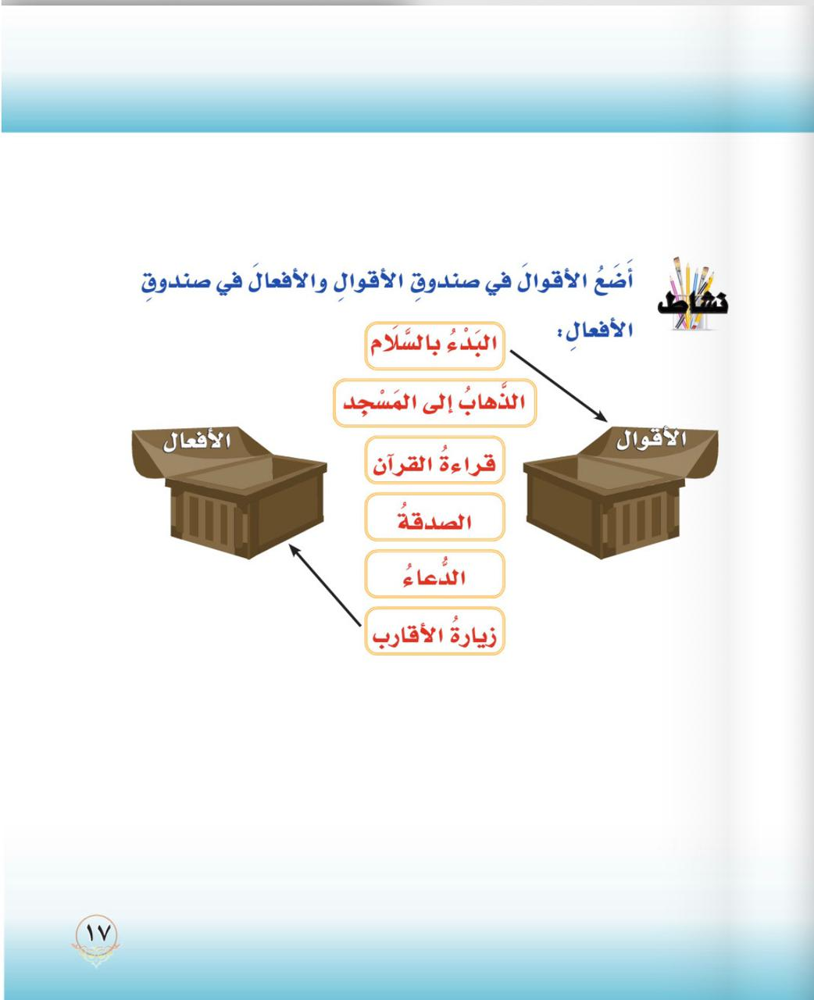 نشاط
أَضَعُ الأقوالَ في صندوقِ الأقوالِ والأفعالَ في صندوقِ
الأفعالِ:
البَدْءُ بالسَّلَام
الذَّهابُ إلى المَسْجِد
الأقوال
الأفعال
قراءةُ القرآن
الصدقةُ
الدُّعاءُ
زيارةُ الأقارب
١٧